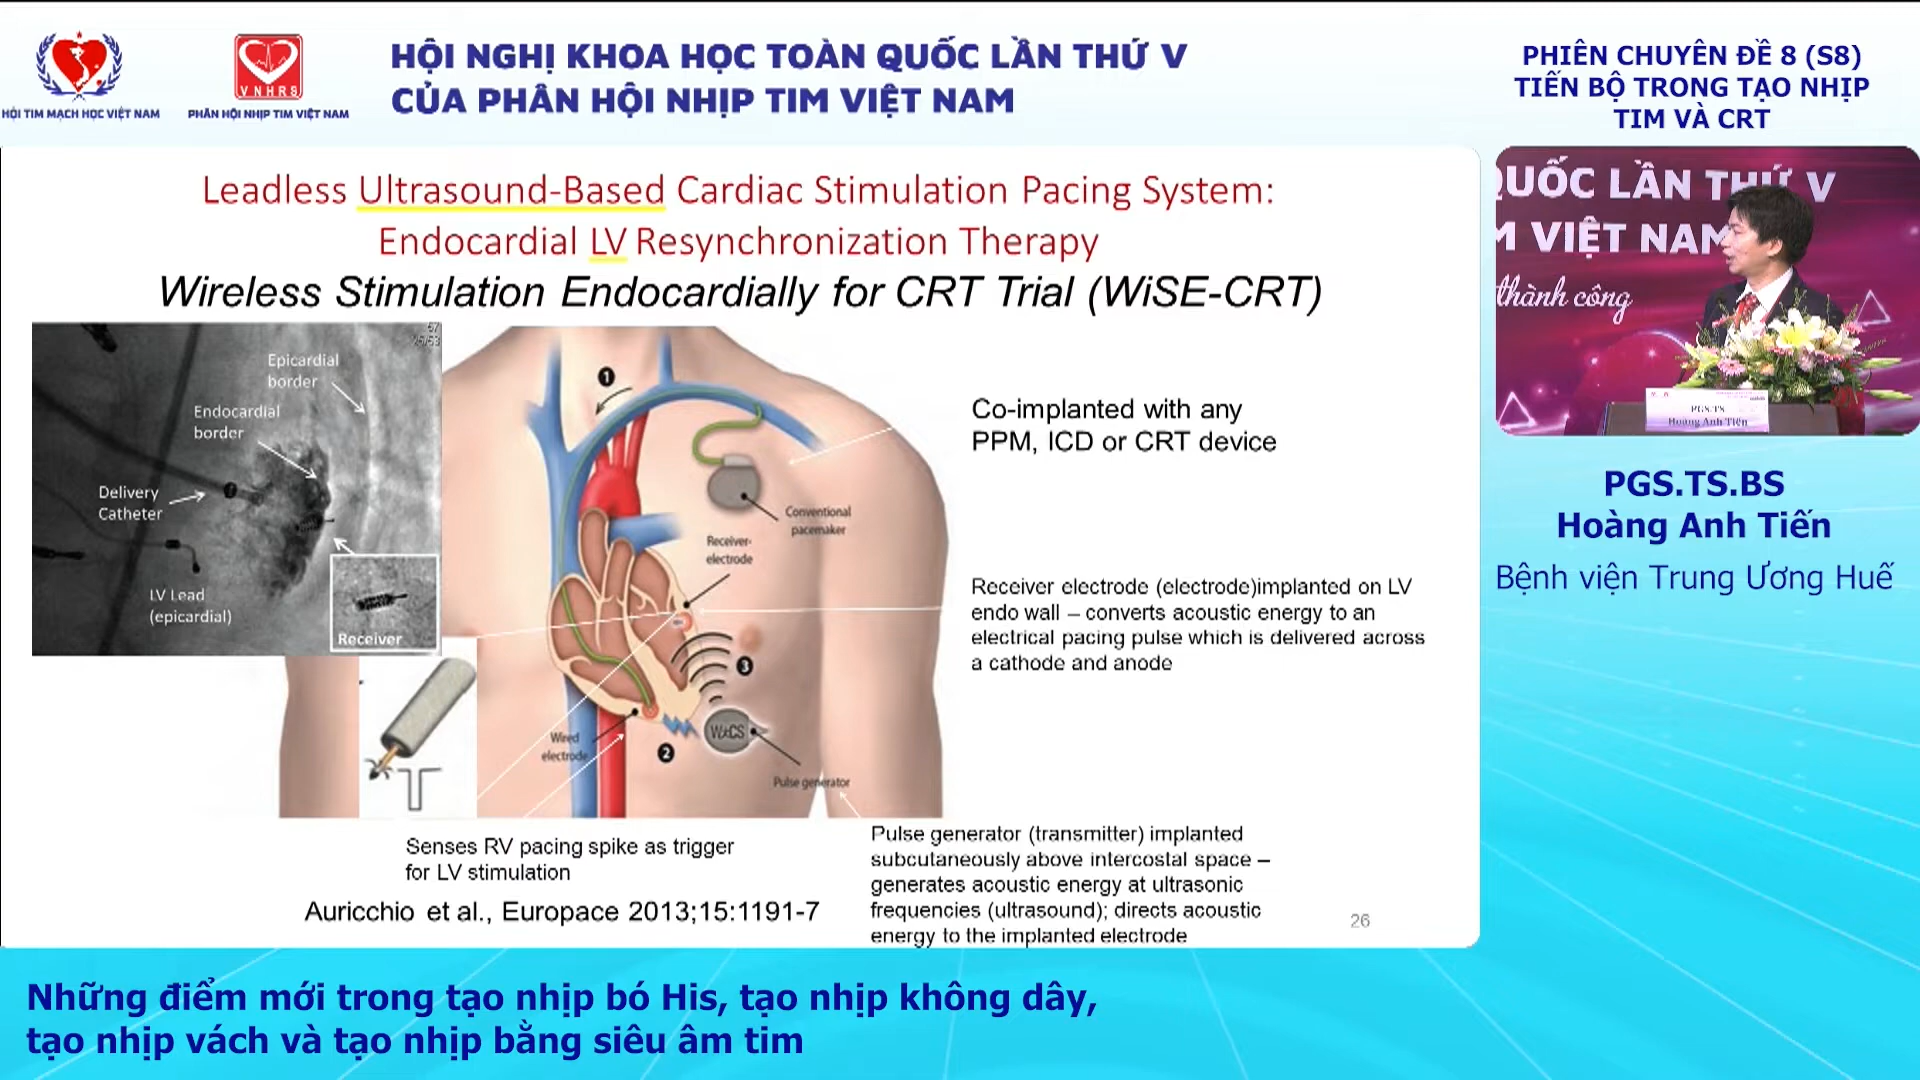 HỘI TIM MẠCH HỌC VIỆT NAM
VNHRS
PHÂN HỘI NHỊP TIM VIỆT NAM
HỘI NGHỊ KHOA HỌC TOÀN QUỐC LẦN THỨ V
CỦA PHÂN HỘI NHỊP TIM VIỆT NAM
PHIÊN CHUYÊN ĐỀ 8 (S8)
TIẾN BỘ TRONG TẠO NHỊP
TIM VÀ CRT
Leadless Ultrasound-Based Cardiac Stimulation Pacing System:
Endocardial LV Resynchronization Therapy
Wireless Stimulation Endocardially for CRT Trial (WiSE-CRT)
Epicardial
border
Endocardial
border
Delivery
Catheter
LV Lead
(epicardial)
Receiver
1
Conventional
pacemaker
Receiver-
electrode
3
Wired
electrode
2
WiCS
Pulse generator
Co-implanted with any
PPM, ICD or CRT device
Receiver electrode (electrode)implanted on LV
endo wall – converts acoustic energy to an
electrical pacing pulse which is delivered across
a cathode and anode
Senses RV pacing spike as trigger
for LV stimulation
Auricchio et al., Europace 2013;15:1191-7
Pulse generator (transmitter) implanted
subcutaneously above intercostal space –
generates acoustic energy at ultrasonic
frequencies (ultrasound); directs acoustic
energy to the implanted electrode
26
QUỐC LẦN THỨ V
M VIỆT NAM
thành công
PGS.TS
Hoàng Anh Tiến
PGS.TS.BS
Hoàng Anh Tiến
Bệnh viện Trung Ương Huế
Những điểm mới trong tạo nhịp bó His, tạo nhịp không dây,
tạo nhịp vách và tạo nhịp bằng siêu âm tim